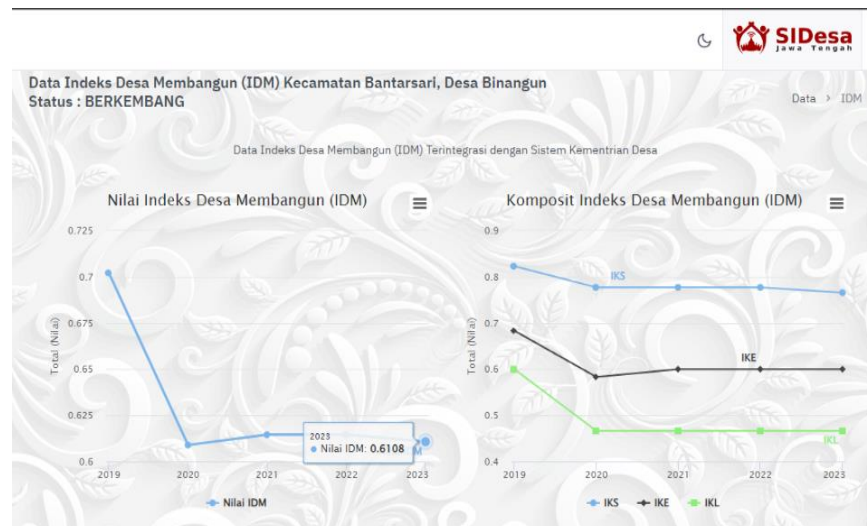 SIDesa
Jawa Tengah
Data Indeks Desa Membangun (IDM) Kecamatan Bantarsari, Desa Binangun
Status : BERKEMBANG
Data > IDM
Data Indeks Desa Membangun (IDM) Terintegrasi dengan Sistem Kementrian Desa
Nilai Indeks Desa Membangun (IDM)
Total (Nilai)
0.725
0.7
0.675
0.65
0.625
0.6
2023
Nilai IDM: 0.6108
2019 2020 2021 2022 2023
Nilai IDM
Komposit Indeks Desa Membangun (IDM)
Total (Nilai)
0.9
0.8
0.7
0.6
0.5
0.4
IKS
IKE
IKL
2019 2020 2021 2022 2023
IKS IKE IKL